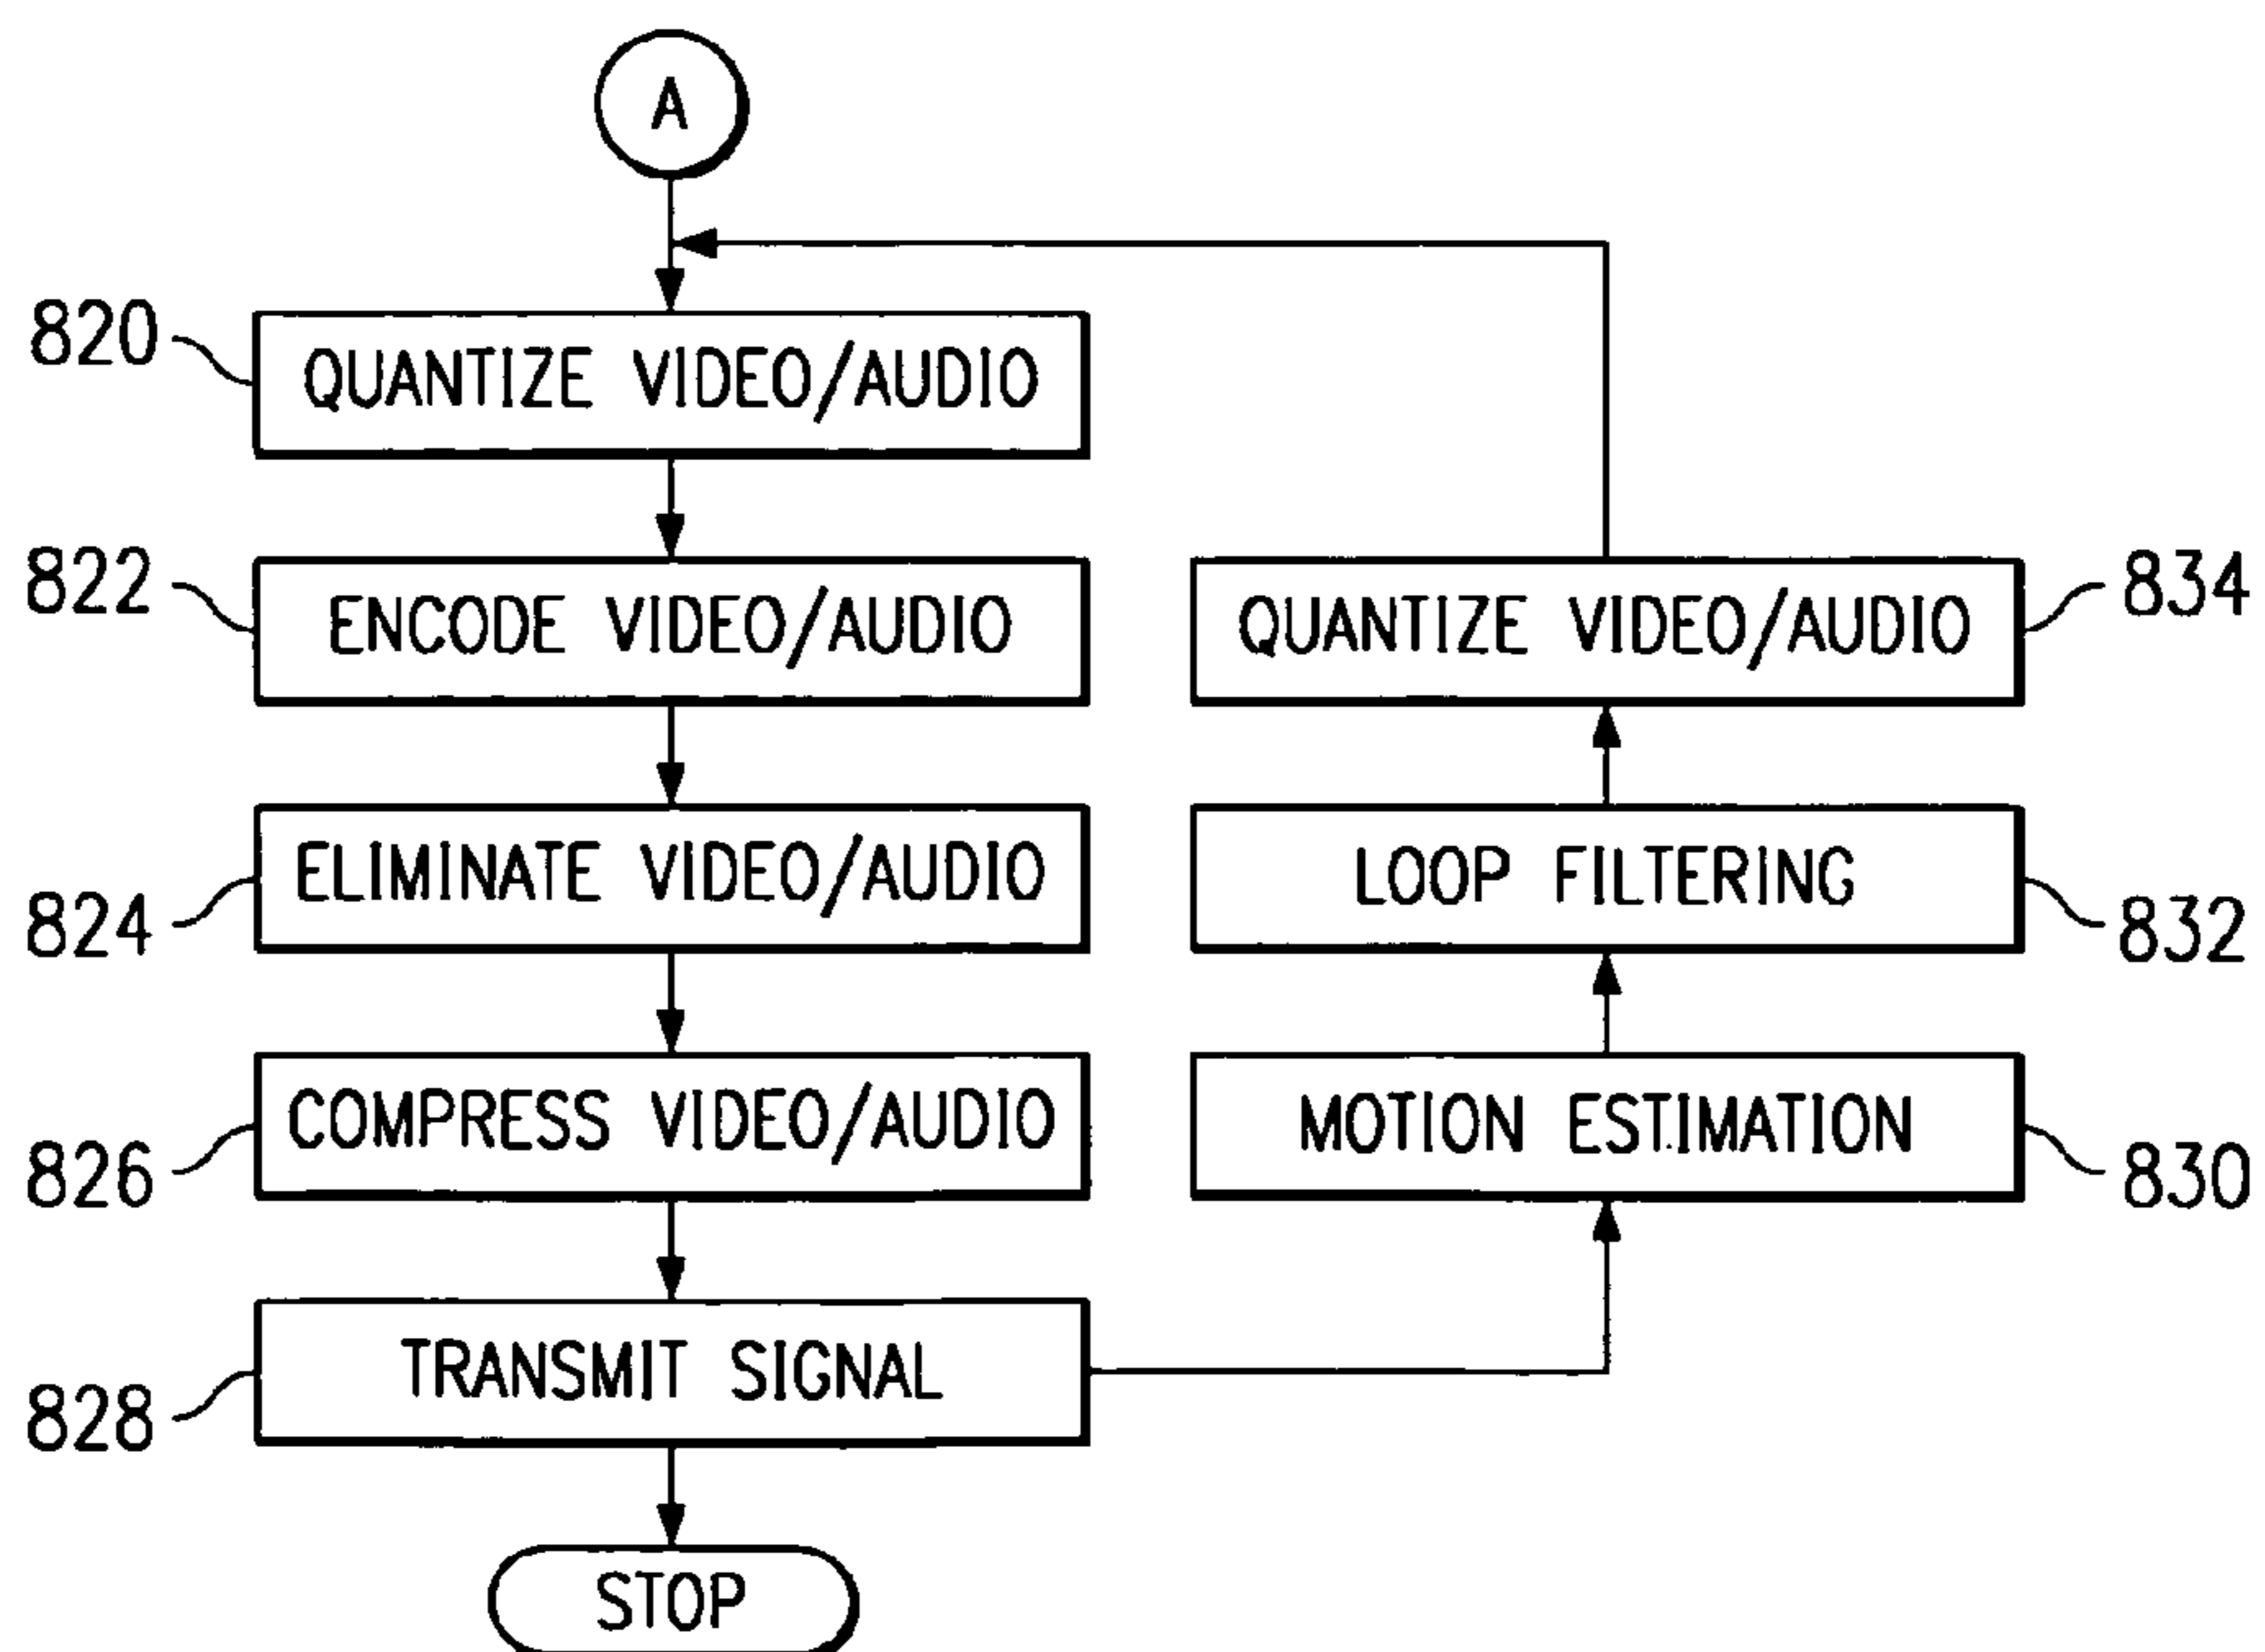 A
820
QUANTIZE VIDEO/AUDIO
822
ENCODE VIDEO/AUDIO
QUANTIZE VIDEO/AUDIO
834
824
ELIMINATE VIDEO/AUDIO
LOOP FILTERING
832
826
COMPRESS VIDEO/AUDIO
MOTION ESTIMATION
830
828
TRANSMIT SIGNAL
STOP